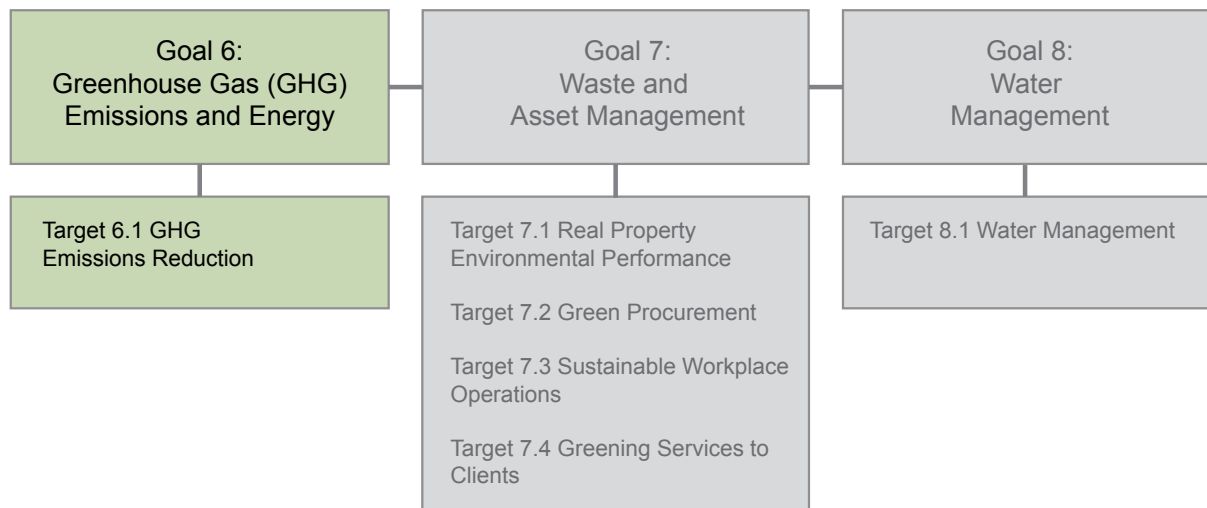 Goal 6:
Greenhouse Gas (GHG)
Emissions and Energy
Goal 7:
Waste and
Asset Management
Goal 8:
Water
Management
Target 6.1 GHG
Emissions Reduction
Target 7.1 Real Property
Environmental Performance
Target 7.2 Green Procurement
Target 7.3 Sustainable Workplace
Operations
Target 7.4 Greening Services to
Clients
Target 8.1 Water Management